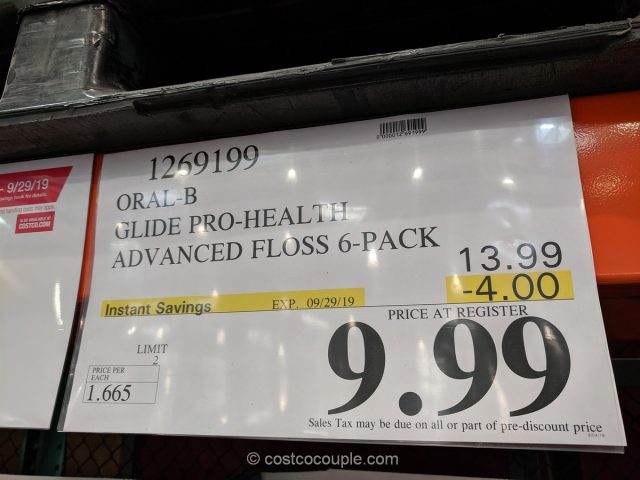 - 9/29/19
COSTCO.COM
0000012691999
1269199
ORAL-B
GLIDE PRO-HEALTH
ADVANCED FLOSS 6-PACK
13.99
Instant Savings EXP. 09/29/19 -4.00
PRICE AT REGISTER
9.99
LIMIT
2
PRICE PER
EACH
1.665
Sales Tax may be due on all or part of pre-discount price
© costcocouple.com